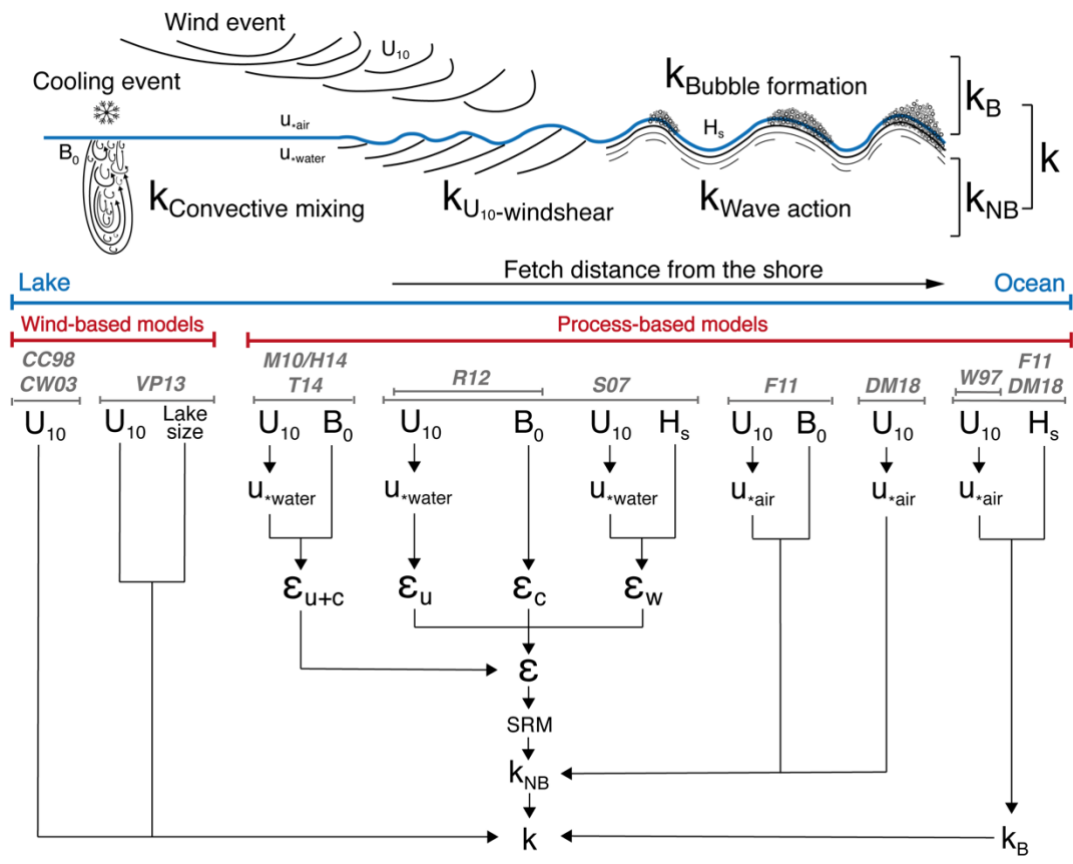 Wind event
U10
Cooling event
kBubble formation
kB
u*air
Hs
B0
u*water
k
kConvective mixing
kU10-windshear
kWave action
kNB
Fetch distance from the shore
Lake
Ocean
Wind-based models
Process-based models
CC98
CW03
VP13
M10/H14
T14
R12
S07
F11
DM18
W97
F11
DM18
U10
U10
Lake size
U10 B0
U10
B0
U10 Hs
U10 B0
U10
U10 Hs
u*water
u*water
u*water
u*air
u*air
u*air
εu+c
εu
εc
εw
ε
SRM
kNB
k
kB